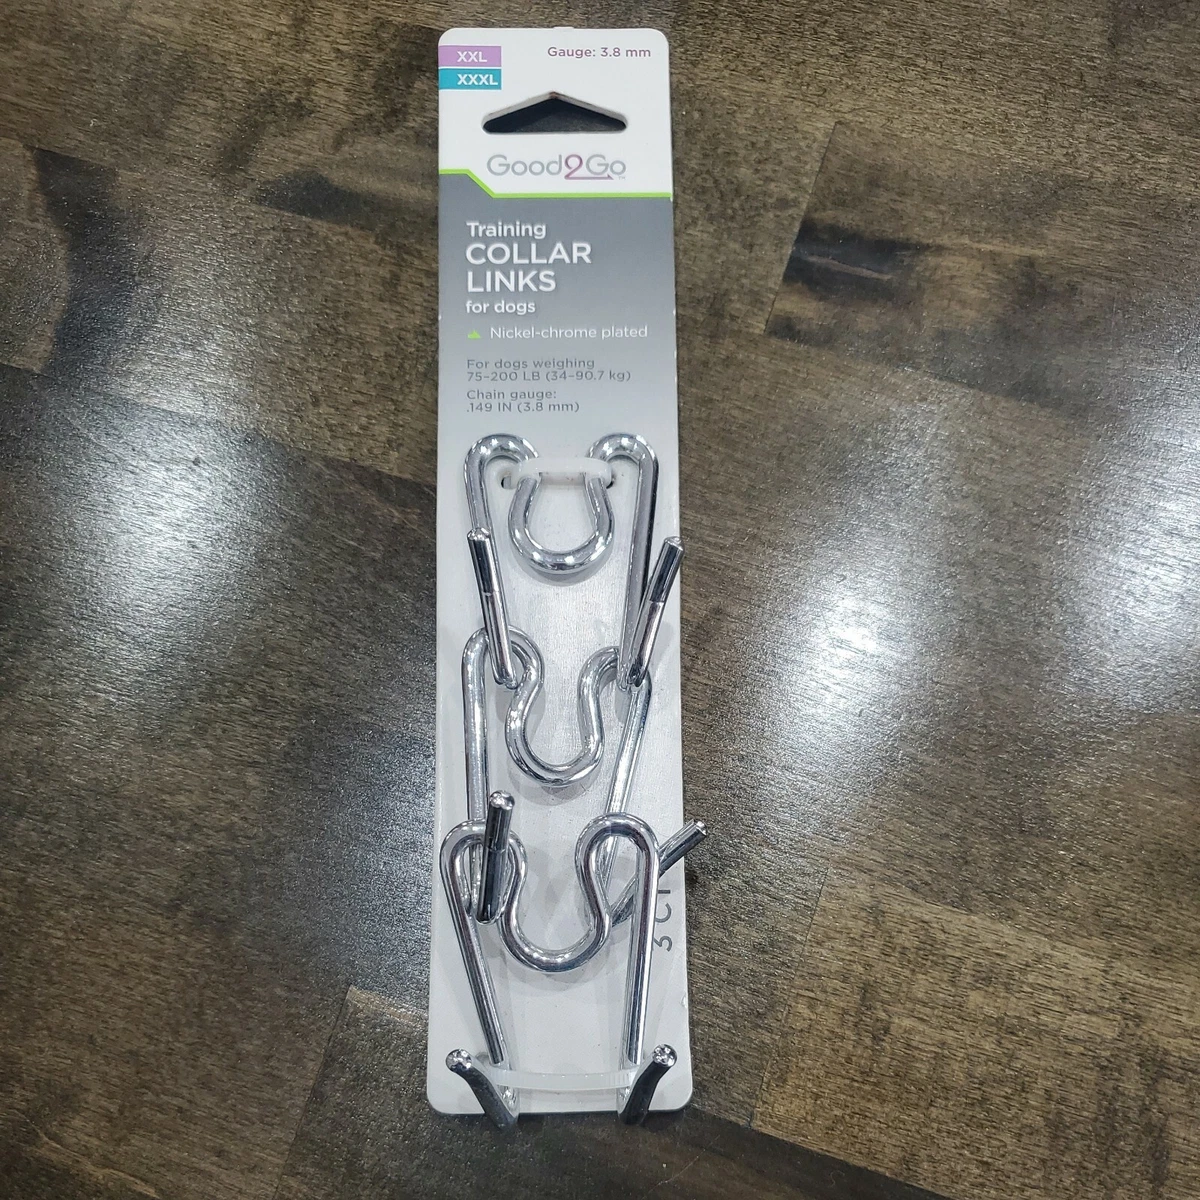 XXL
Gauge: 3.8 mm
XXXL
Good2Go
Training
COLLAR
LINKS
for dogs
Nickel-chrome plated
For dogs weighing
75-200 LB (34-90.7 kg)
Chain gauge:
.149 IN (3.8 mm)